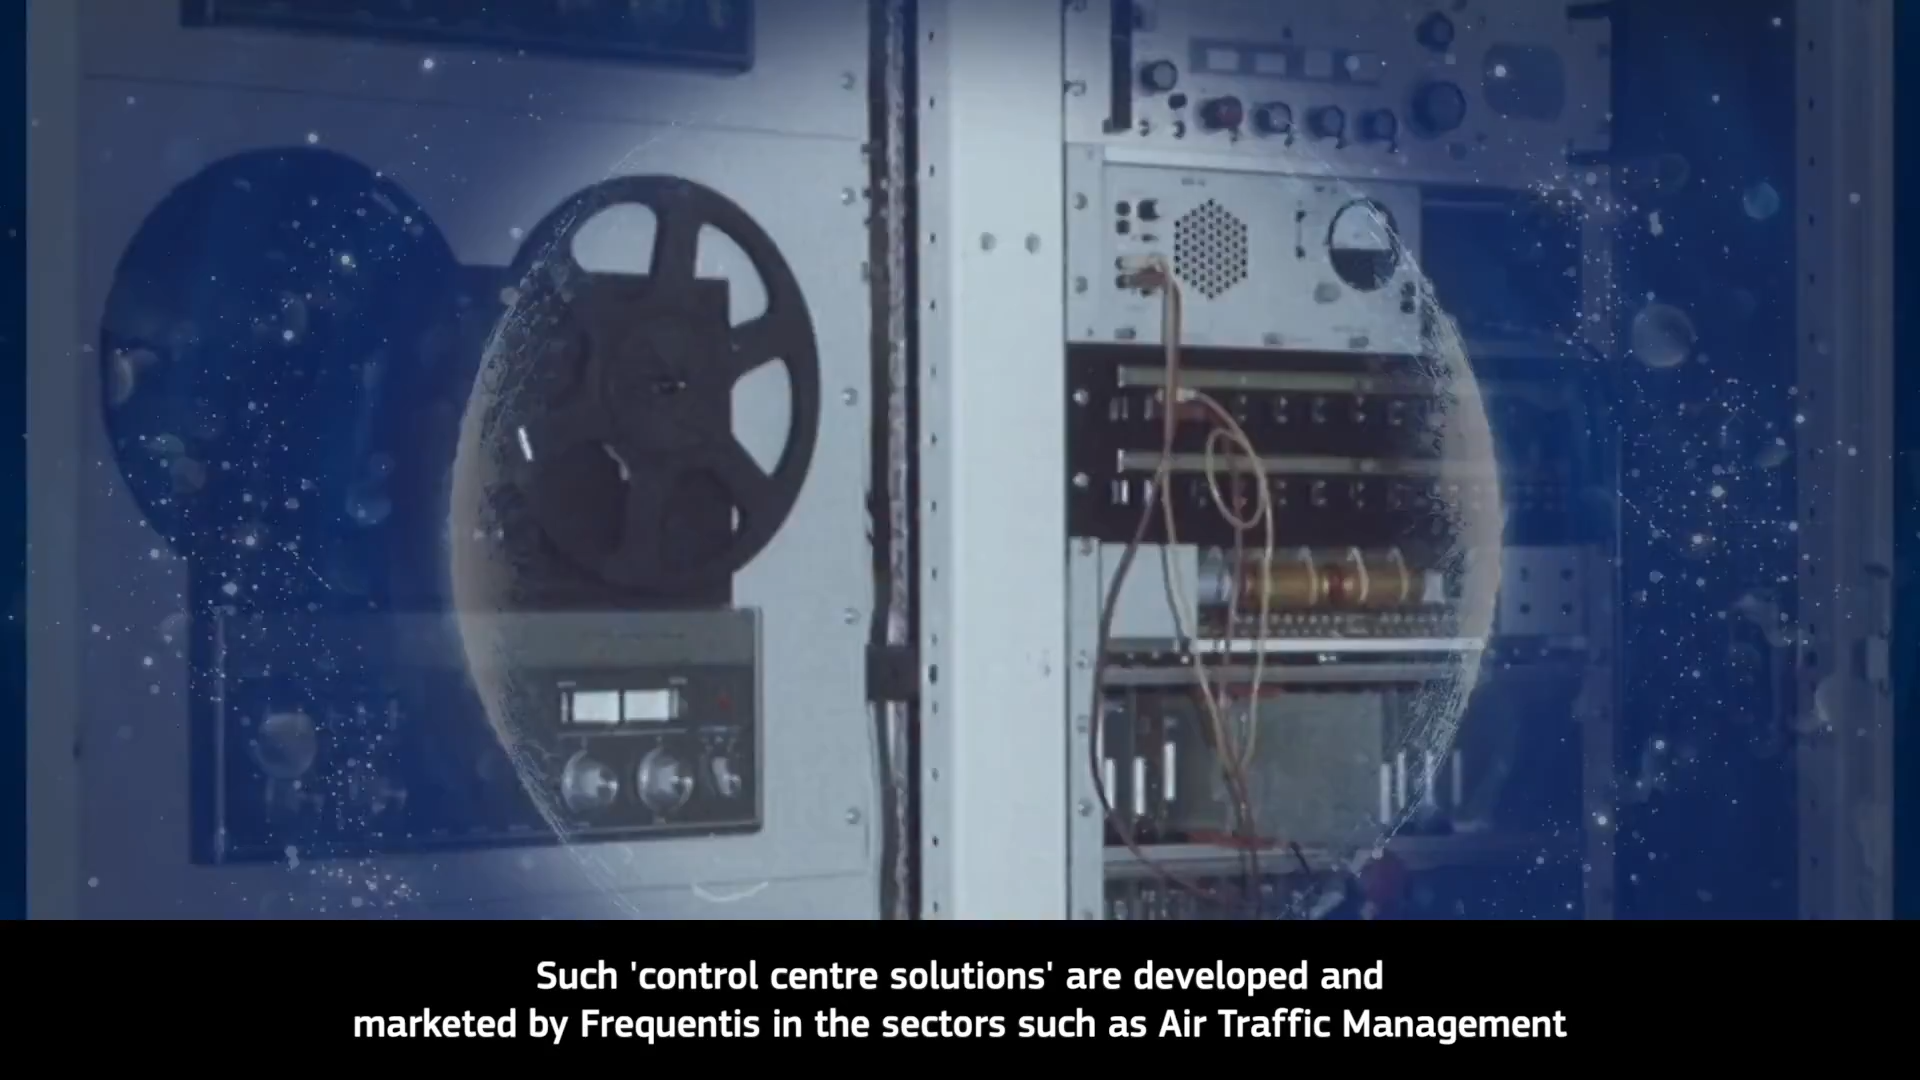 Such 'control centre solutions' are developed and
marketed by Frequentis in the sectors such as Air Traffic Management